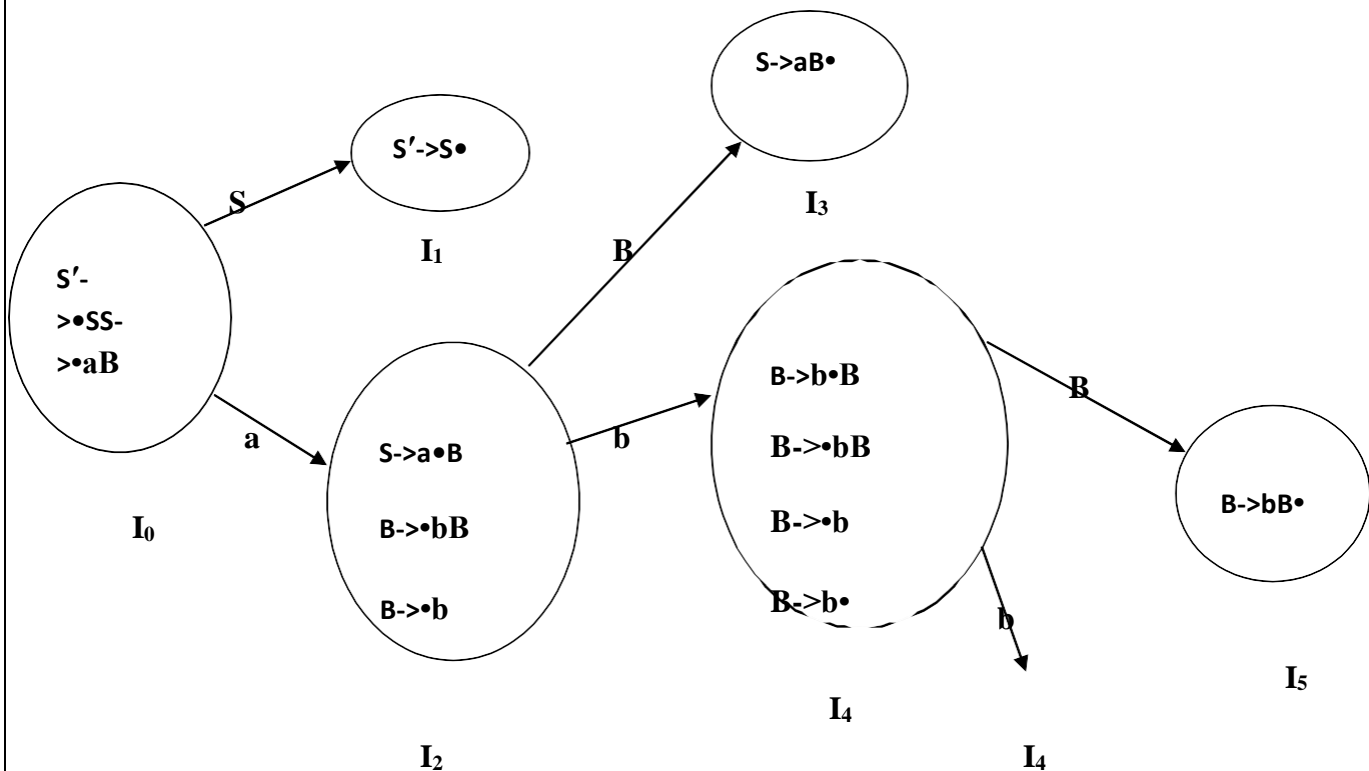 S'-
>•SS-
>•aB
I₀
S
a
S'->S•
I₁
S->a•B
B->•bB
B->•b
I₂
B
b
S->aB•
I₃
B->b•B
B->•bB
B->•b
B->b•
I₄
B
b
I₄
B->bB•
I₅